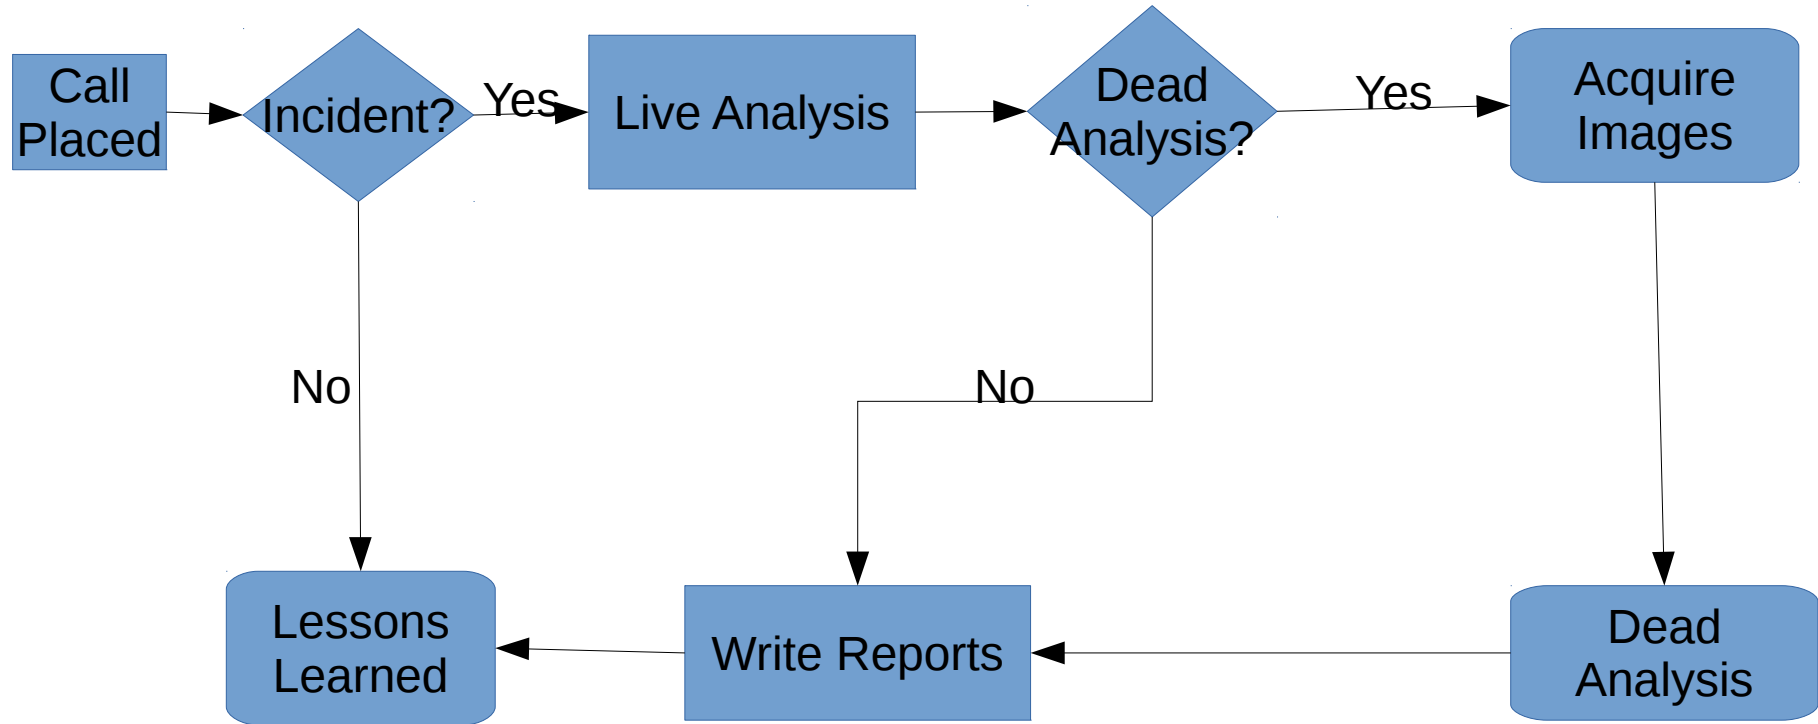 Call
Placed
Incident?
Yes
Live Analysis
Dead
Analysis?
Yes
Acquire
Images
No
No
Lessons
Learned
Write Reports
Dead
Analysis